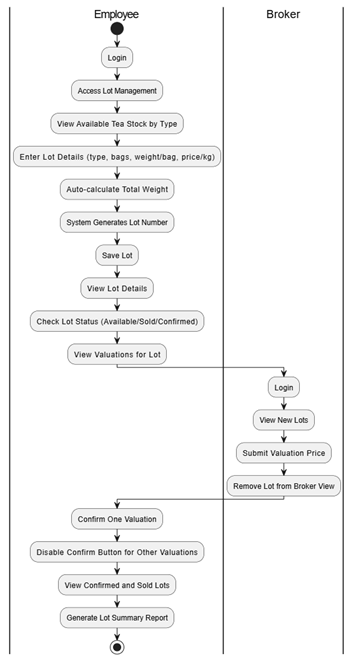 Employee
Broker
Login
Access Lot Management
View Available Tea Stock by Type
Enter Lot Details (type, bags, weight/bag, price/kg)
Auto-calculate Total Weight
System Generates Lot Number
Save Lot
View Lot Details
Check Lot Status (Available/Sold/Confirmed)
View Valuations for Lot
Login
View New Lots
Submit Valuation Price
Remove Lot from Broker View
Confirm One Valuation
Disable Confirm Button for Other Valuations
View Confirmed and Sold Lots
Generate Lot Summary Report